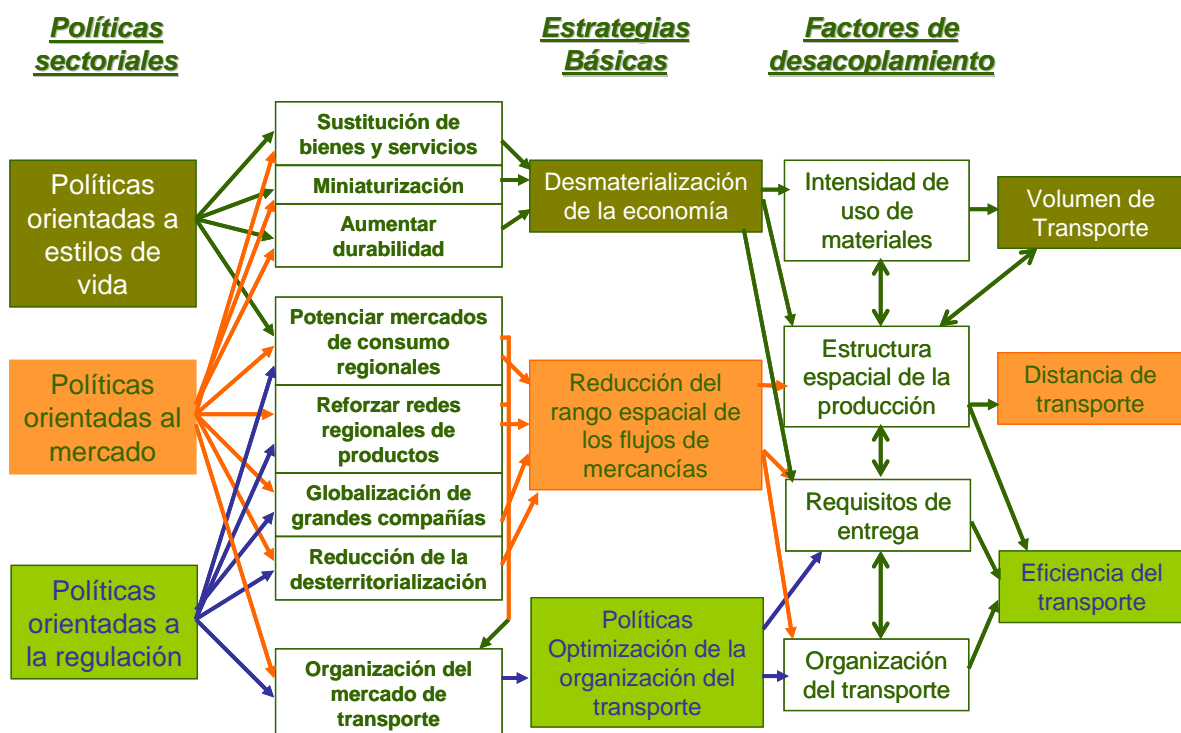 Políticas
sectoriales
Estrategias
Básicas
Factores de
desacoplamiento
Políticas
orientadas a
estilos de
vida
Políticas
orientadas al
mercado
Políticas
orientadas a
la regulación
Sustitución de
bienes y servicios
Miniaturización
Aumentar
durabilidad
Potenciar mercados
de consumo
regionales
Reforzar redes
regionales de
productos
Globalización de
grandes compañías
Reducción de la
desterritorialización
Organización del
mercado de
transporte
Desmaterialización
de la economía
Reducción del
rango espacial de
los flujos de
mercancías
Políticas
Optimización de la
organización del
transporte
Intensidad de
uso de
materiales
Estructura
espacial de la
producción
Requisitos de
entrega
Organización
del transporte
Volumen de
Transporte
Distancia de
transporte
Eficiencia del
transporte